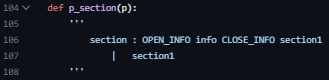 104 def p_section(p):
105 '''
106 section : OPEN_INFO info CLOSE_INFO section1
107 | section1
108 '''